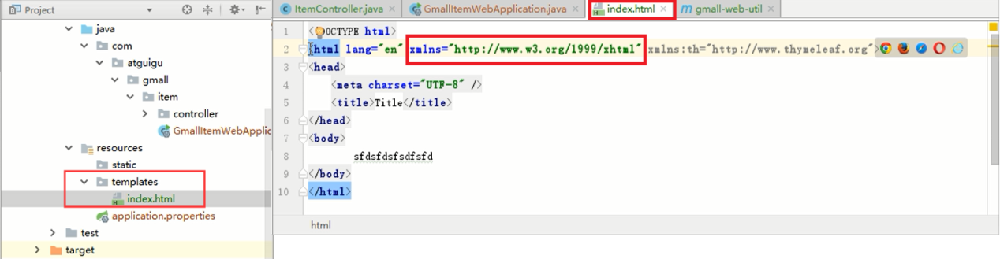 Project
java
com
atguigu
gmall
item
controller
GmallItemWebApplic
resources
static
templates
index.html
application.properties
test
target
ItemController.java
GmallItemWebApplication.java
index.html
gmall-web-util
1 <!DOCTYPE html>
2 <html lang="en" xmlns="http://www.w3.org/1999/xhtml" xmlns:th="http://www.thymeleaf.org">
3 <head>
4 <meta charset="UTF-8" />
5 <title>Title</title>
6 </head>
7 <body>
8 sfdsfdsfsdfsfd
9 </body>
10 </html>
html